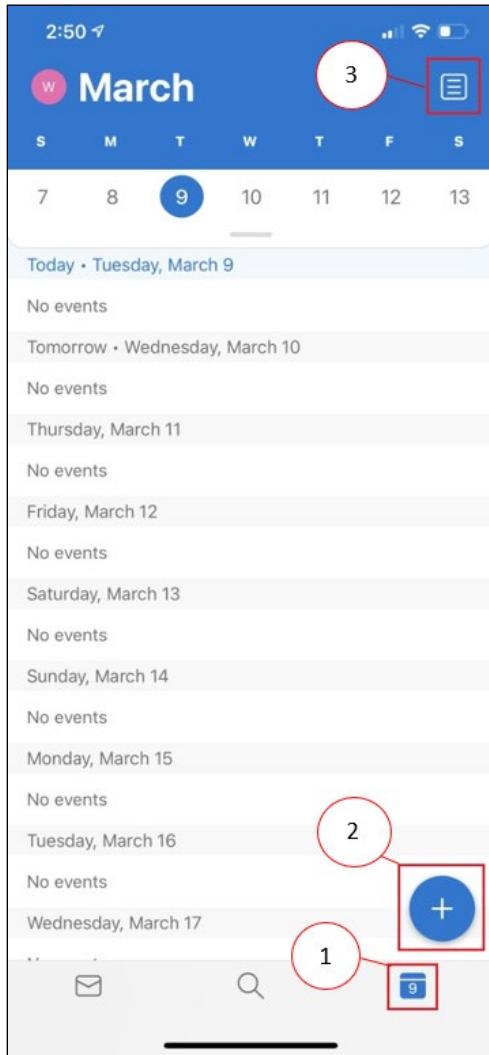 2:50
3
W March
S M T W T F S
7 8 9 10 11 12 13
Today • Tuesday, March 9
No events
Tomorrow • Wednesday, March 10
No events
Thursday, March 11
No events
Friday, March 12
No events
Saturday, March 13
No events
Sunday, March 14
No events
Monday, March 15
No events
Tuesday, March 16
2
No events
Wednesday, March 17
1
9